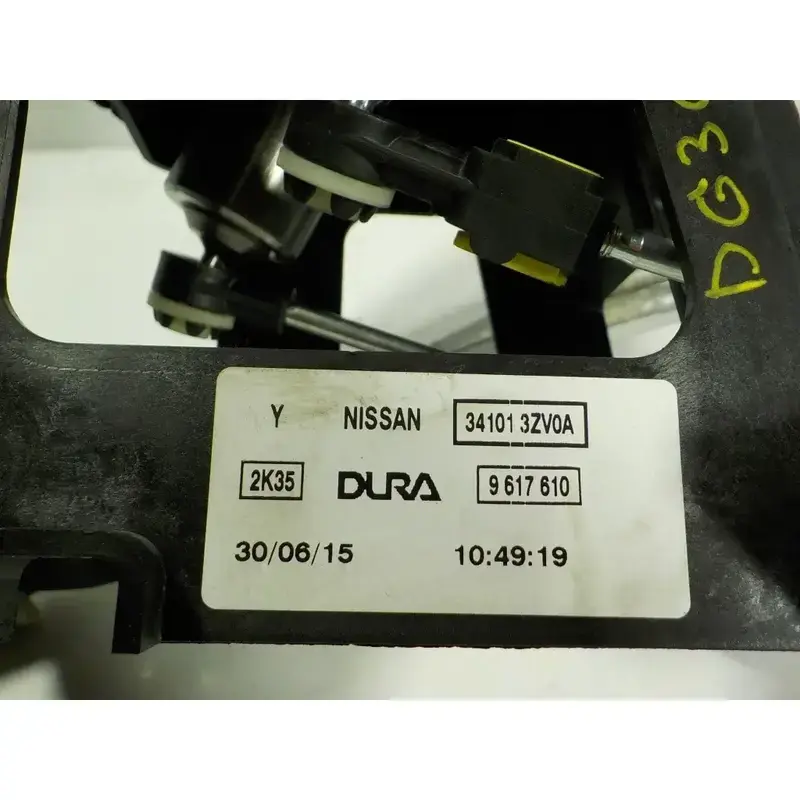 Y NISSAN 34101 3ZV0A
2K35 DURA 9 617 610
30/06/15 10:49:19